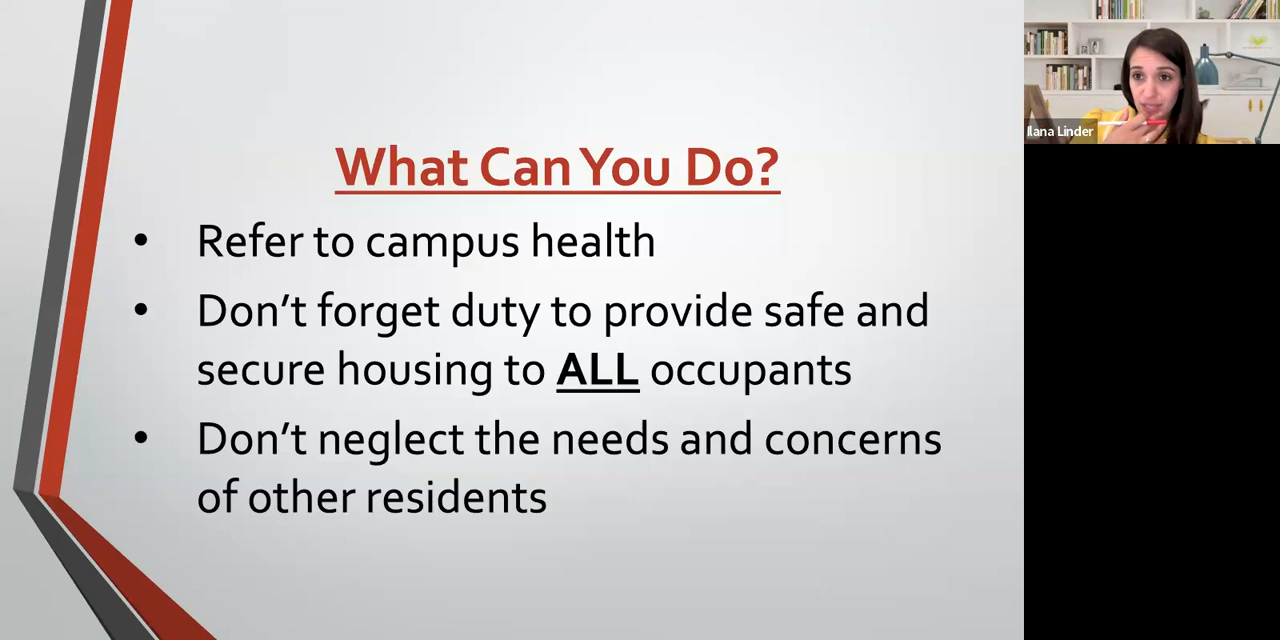 What Can You Do?
• Refer to campus health
• Don’t forget duty to provide safe and
secure housing to ALL occupants
• Don’t neglect the needs and concerns
of other residents
Ilana Linder